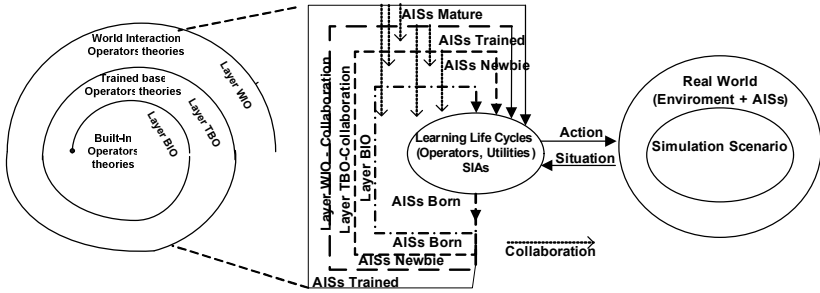 World Interaction
Operators theories
Layer WIO
Trained base
Operators theories
Layer TBO
Built-In
Operators
theories
Layer BIO
AISs Mature
AISs Trained
AISs Newbie
Layer WIO - Collaboration
Layer TBO-Collaboration
Layer BIO
Learning Life Cycles
(Operators, Utilities)
SIAs
AISs Born
AISs Born
AISs Newbie
AISs Trained
Collaboration
Action
Situation
Real World
(Enviroment + AISs)
Simulation Scenario